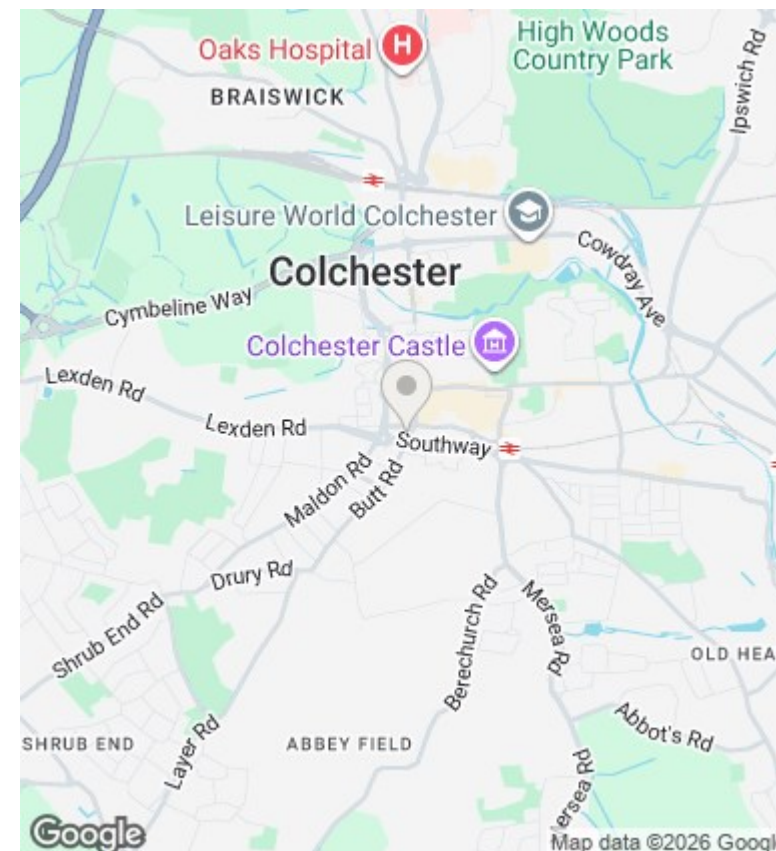 Oaks Hospital
H
High Woods
Country Park
Ipswich Rd
BRAISWICK
Leisure World Colchester
Colchester
Cowdray Ave
Cymbeline Way
Colchester Castle
Lexden Rd
Lexden Rd
Southway
Maldon Rd
Butt Rd
Drury Rd
Shrub End Rd
Berechurch Rd
Mersea Rd
OLD HEA
SHRUB END
Layer Rd
ABBEY FIELD
Abbot's Rd
ersea Rd
Google
Map data ©2026 Googl